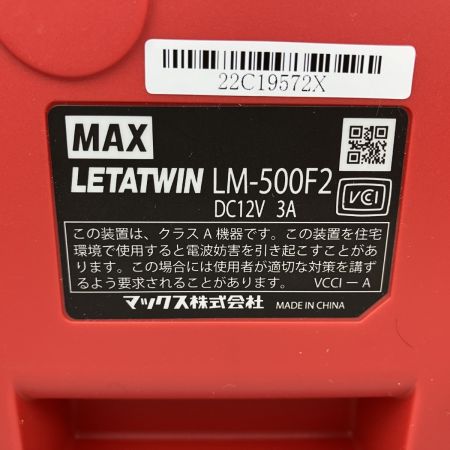 22C19572X
MAX
LETATWIN LM-500F2
DC12V 3A
VCCI
この装置は、クラスA機器です。この装置を住宅
環境で使用すると電波妨害を引き起こすことがあ
ります。この場合には使用者が適切な対策を講ず
るよう要求されることがあります。 VCCI－A
マックス株式会社 MADE IN CHINA